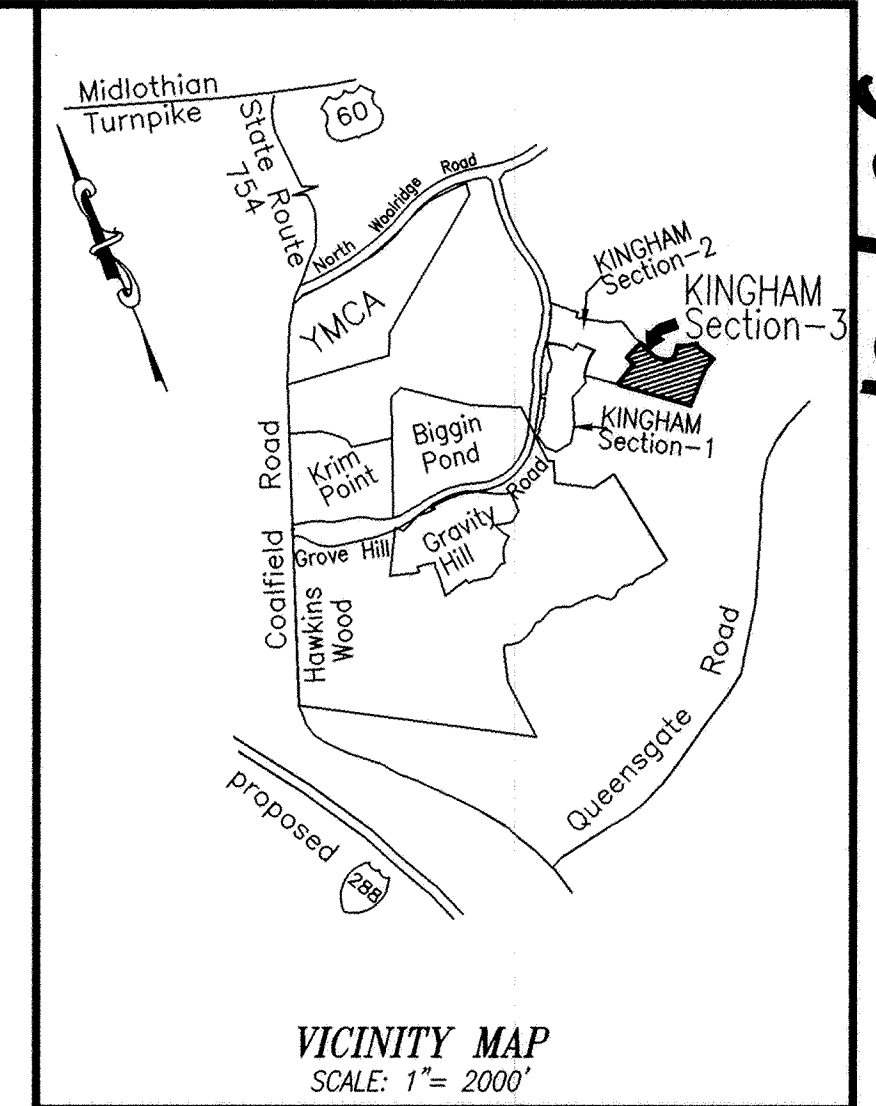 Midlothian
Turnpike
60
State Route
754
North Woolridge Road
YMCA
KINGHAM
Section-2
KINGHAM
Section-3
KINGHAM
Section-1
Biggin
Pond
Krim
Point
Coalfield Road
Grove Hill Road
Gravity
Hill
Hawkins
Wood
Queensgate Road
proposed
288
VICINITY MAP
SCALE: 1"= 2000'